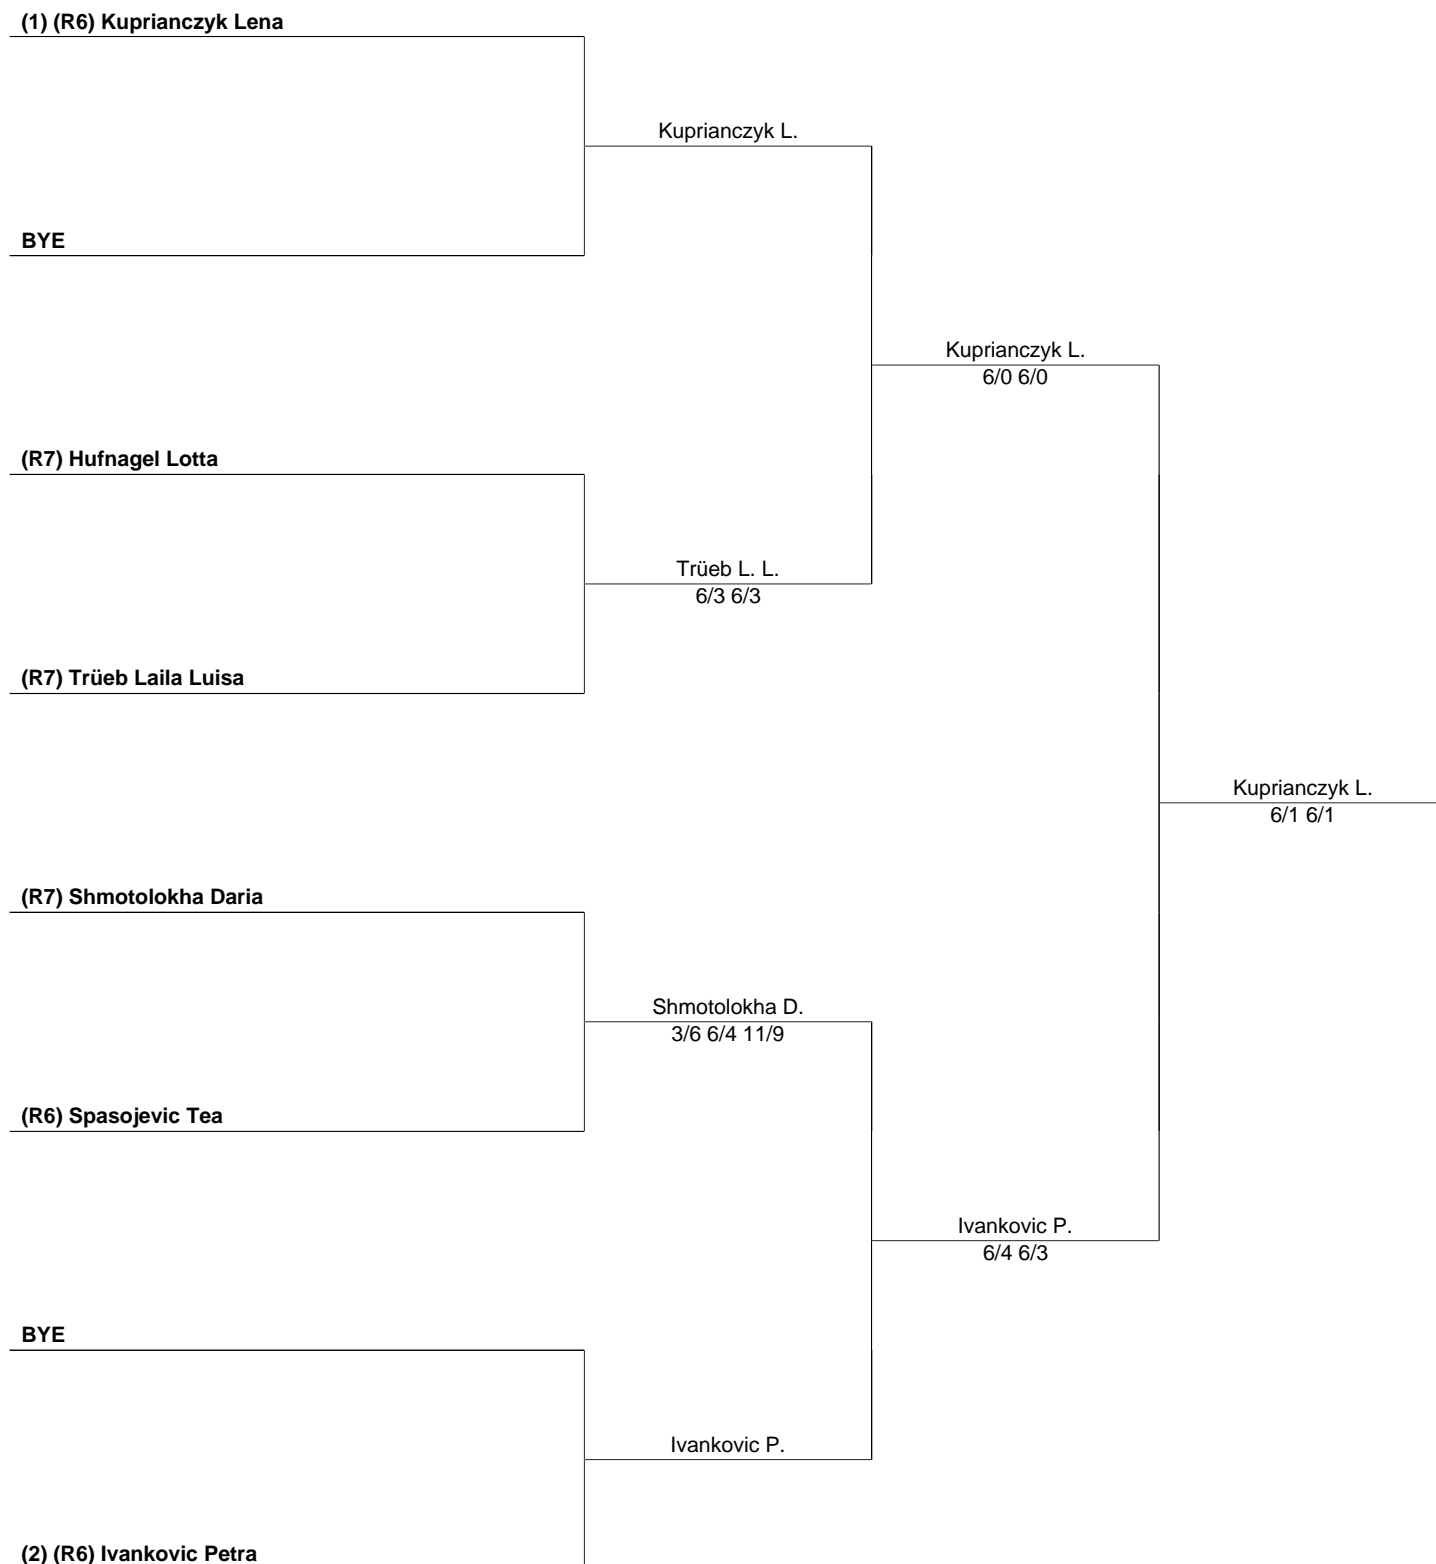 (1) (R6) Kuprianczyk Lena
Kuprianczyk L.
BYE
Kuprianczyk L.
6/0 6/0
(R7) Hufnagel Lotta
Trüeb L. L.
6/3 6/3
(R7) Trüeb Laila Luisa
Kuprianczyk L.
6/1 6/1
(R7) Shmotolokha Daria
Shmotolokha D.
3/6 6/4 11/9
(R6) Spasojevic Tea
Ivankovic P.
6/4 6/3
BYE
Ivankovic P.
(2) (R6) Ivankovic Petra